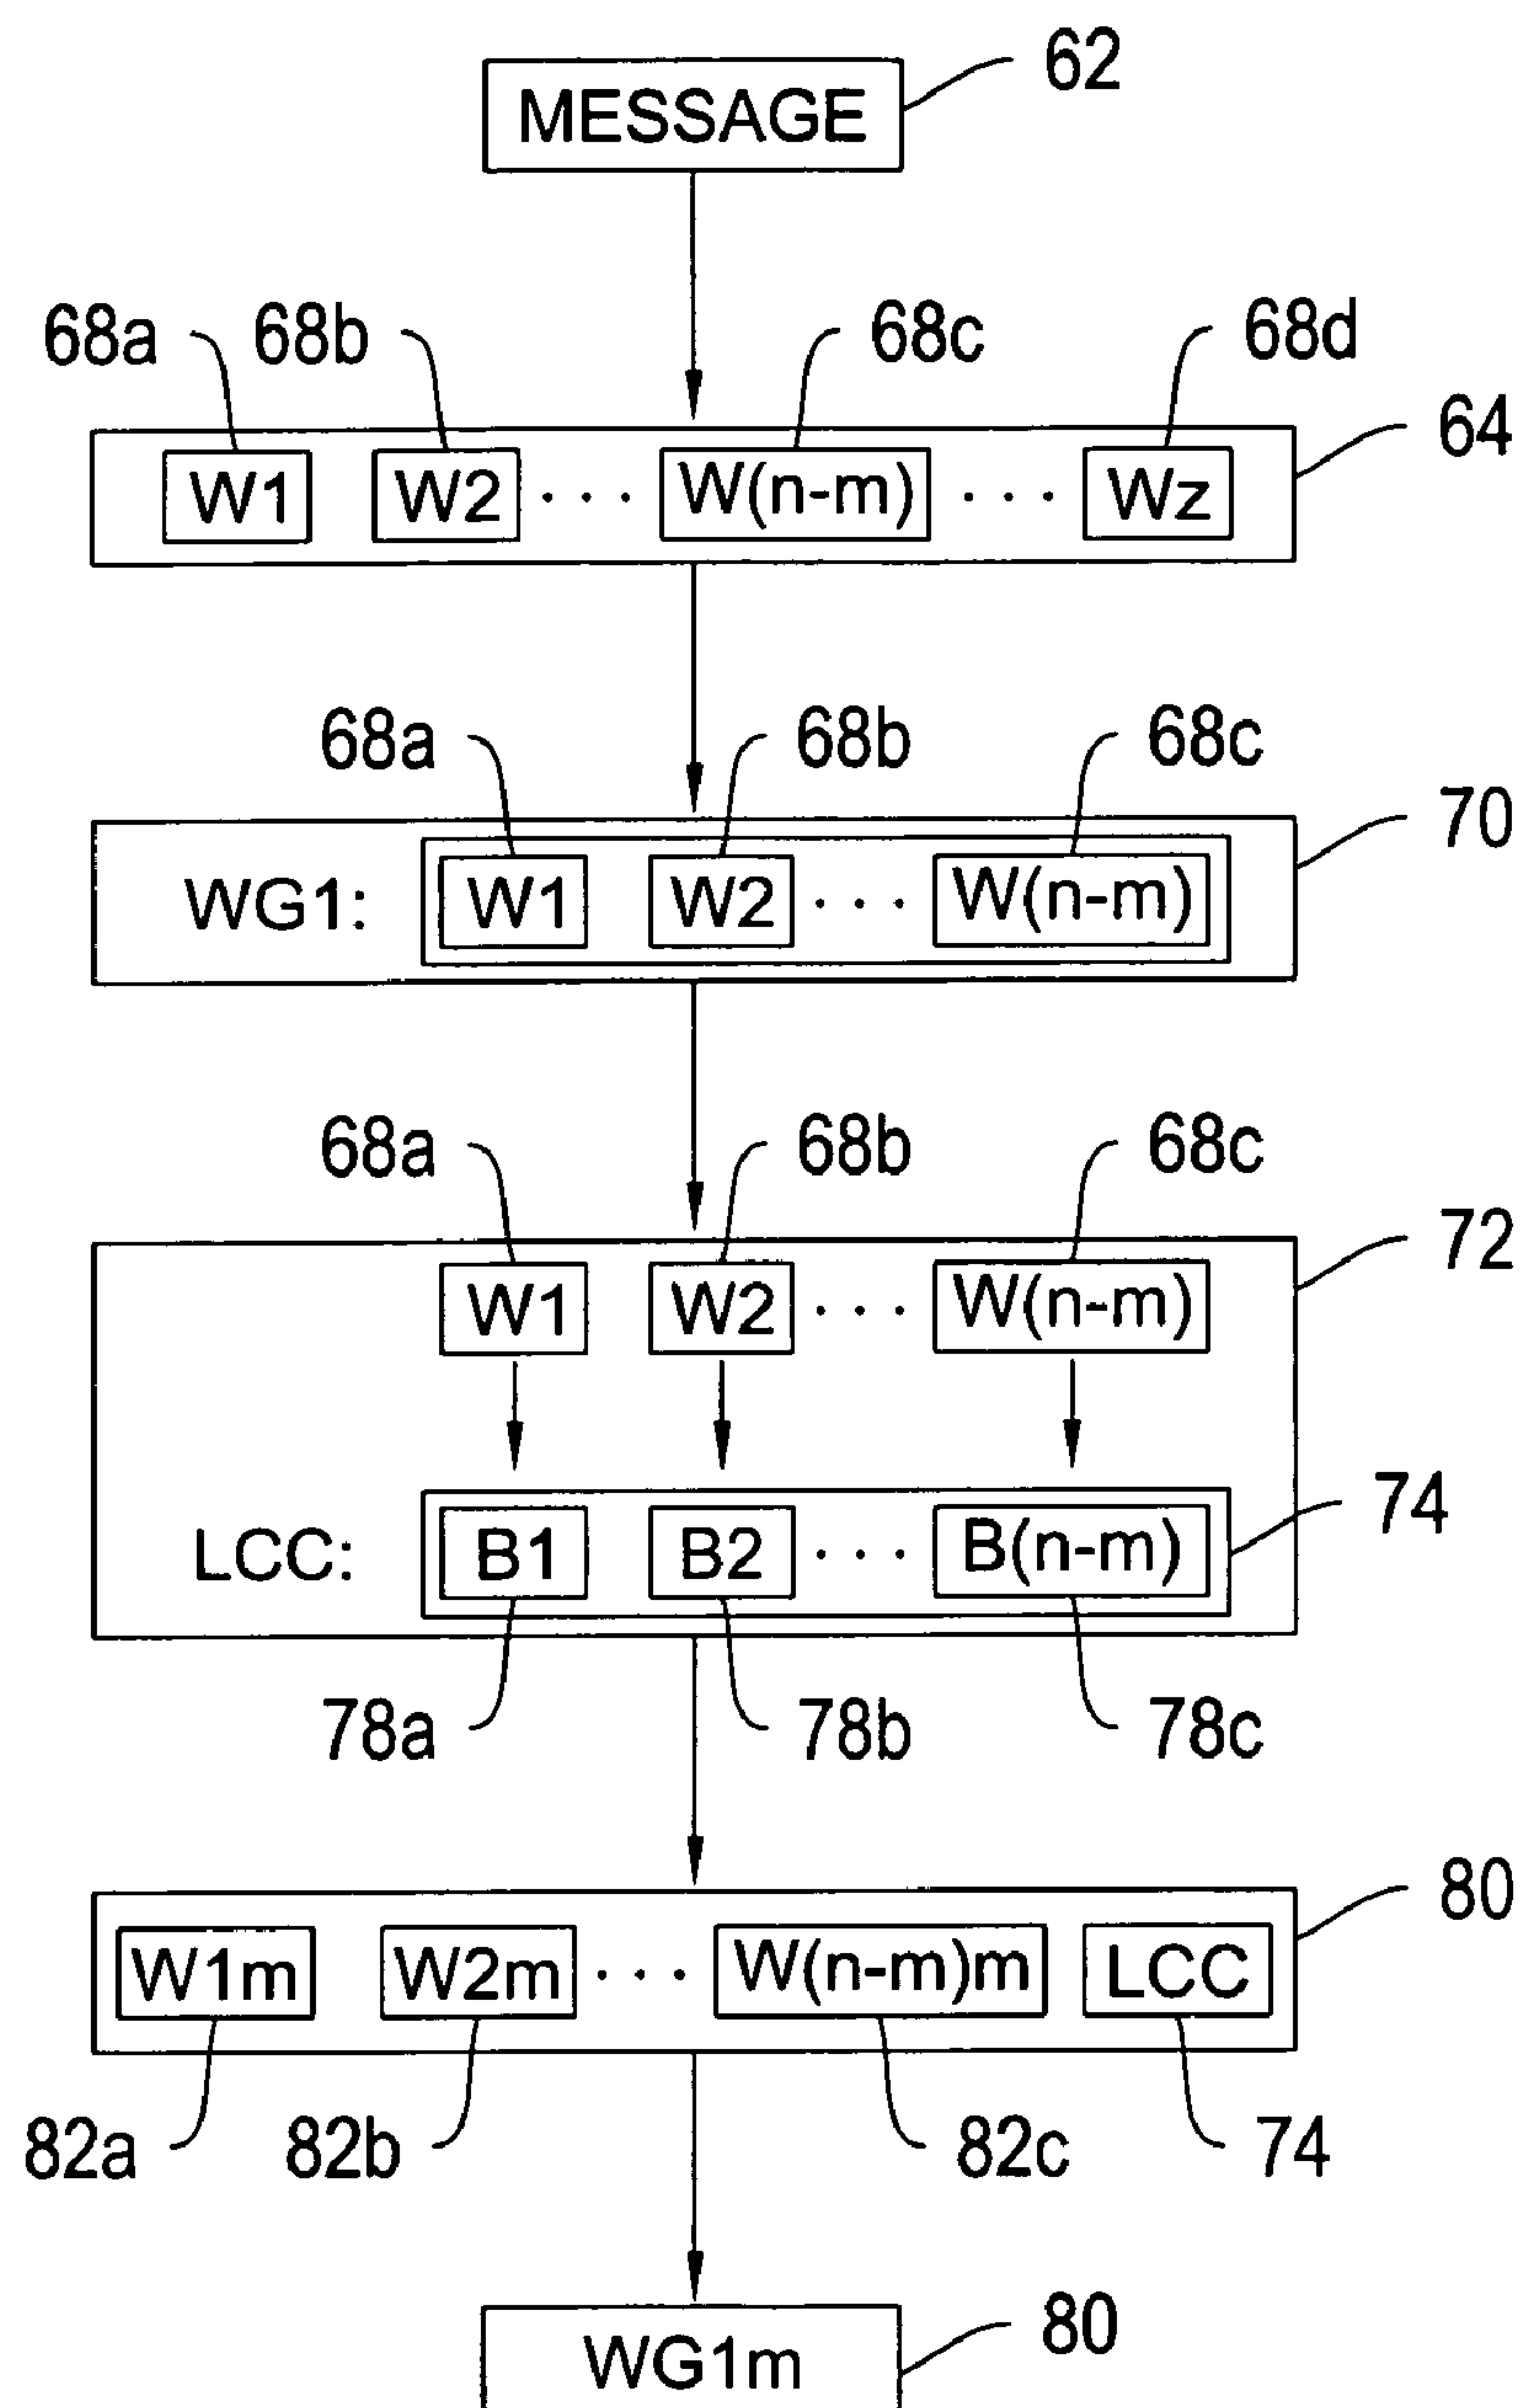 62
MESSAGE
68a 68b 68c 68d
64
W1 W2 ... W(n-m) ... Wz
68a 68b 68c
70
WG1: W1 W2 ... W(n-m)
68a 68b 68c
72
W1 W2 ... W(n-m)
74
LCC: B1 B2 ... B(n-m)
78a 78b 78c
80
W1m W2m ... W(n-m)m LCC
82a 82b 82c 74
80
WG1m